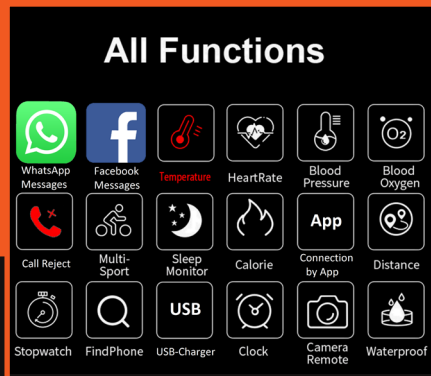 All Functions
WhatsApp Messages
Facebook Messages
Temperature
HeartRate
Blood Pressure
O2
Blood Oxygen
Call Reject
Multi-Sport
Sleep Monitor
Calorie
App
Connection by App
Distance
Stopwatch
FindPhone
USB
USB-Charger
Clock
Camera Remote
Waterproof